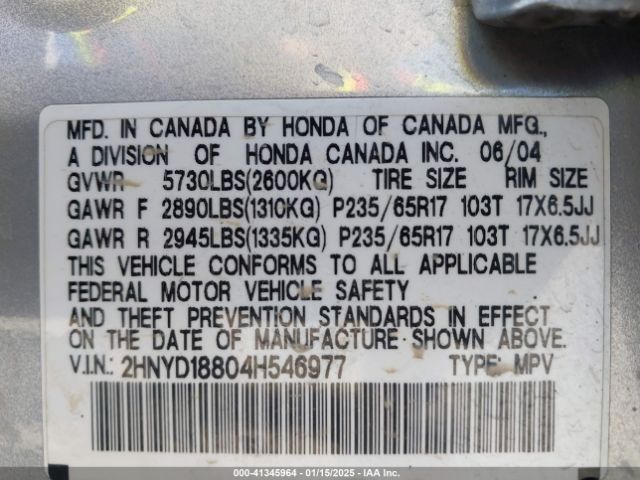 MFD. IN CANADA BY HONDA OF CANADA MFG.,
A DIVISION OF HONDA CANADA INC. 06/04
GVWR 5730LBS(2600KG) TIRE SIZE RIM SIZE
GAWR F 2890LBS(1310KG) P235/65R17 103T 17X6.5JJ
GAWR R 2945LBS(1335KG) P235/65R17 103T 17X6.5JJ
THIS VEHICLE CONFORMS TO ALL APPLICABLE
FEDERAL MOTOR VEHICLE SAFETY
AND THEFT PREVENTION STANDARDS IN EFFECT
ON THE DATE OF MANUFACTURE SHOWN ABOVE.
V.I.N.: 2HNYD18804H546977 TYPE: MPV
000-41345964 - 01/15/2025 - IAA Inc.